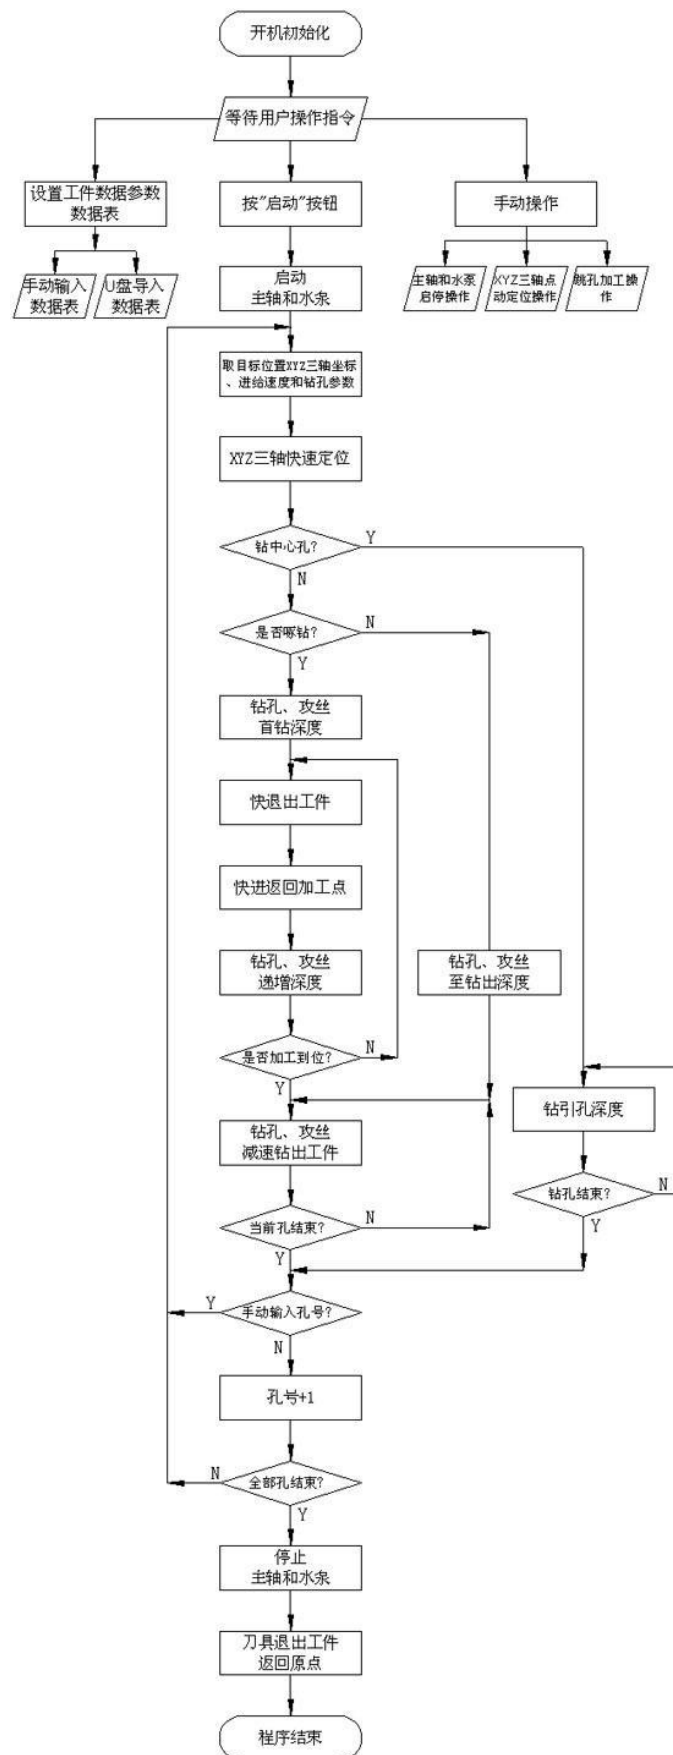 开机初始化
等待用户操作指令
设置工件数据参数
数据表
按"启动"按钮
手动操作
手动输入
数据表
U盘导入
数据表
启动
主轴和水泵
主轴和水泵
启停操作
XYZ三轴点
动定位操作
跳孔加工操
作
取目标位置XYZ三轴坐标
、进给速度和钻孔参数
XYZ三轴快速定位
钻中心孔?
Y
N
是否啄钻?
N
Y
钻孔、攻丝
首钻深度
快退出工件
快进返回加工点
钻孔、攻丝
递增深度
钻孔、攻丝
至钻出深度
是否加工到位?
N
Y
钻引孔深度
钻孔、攻丝
减速钻出工件
钻孔结束?
N
Y
当前孔结束?
N
Y
手动输入孔号?
Y
N
孔号+1
全部孔结束?
N
Y
停止
主轴和水泵
刀具退出工件
返回原点
程序结束